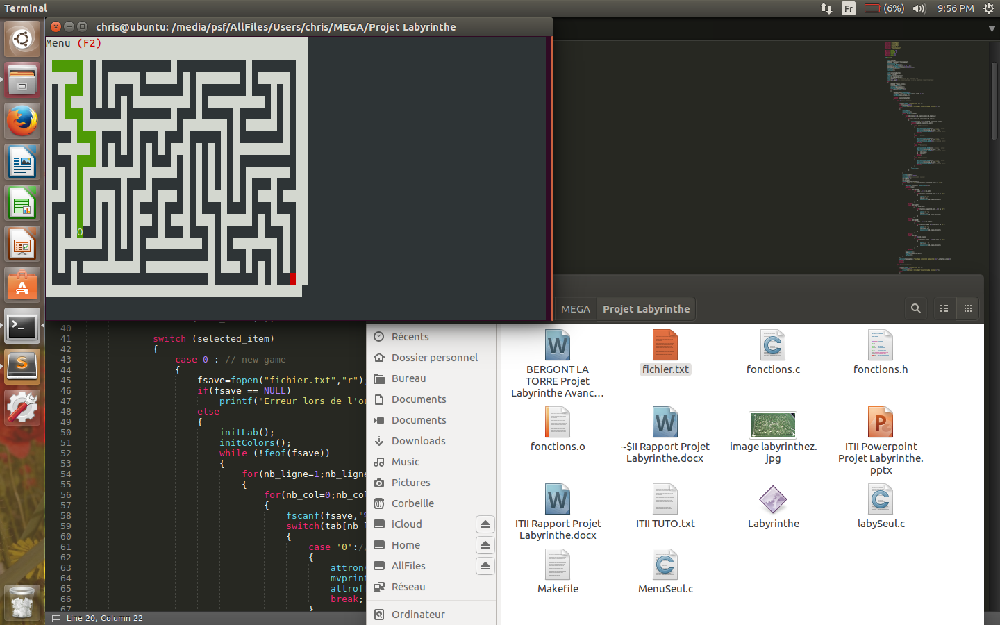 Terminal
Fr
(6%)
9:56 PM
chris@ubuntu: /media/psf/AllFiles/Users/chris/MEGA/Projet Labyrinthe
Menu (F2)
O
40
41 switch (selected_item)
42 {
43 case 0 : // new game
44 {
45 fsave=fopen("fichier.txt","r")
46 if(fsave == NULL)
47 printf("Erreur lors de l'ou
48 else
49 {
50 initLab();
51 initColors();
52 while (!feof(fsave))
53 {
54 for(nb_ligne=1;nb_ligne
55 {
56 for(nb_col=0;nb_col
57 {
58 fscanf(fsave,"
59 switch(tab[nb_
60 {
61 case '0'://
62 {
63 attron
64 mvprint
65 attroff
66 break;
67 }
Line 20, Column 22
MEGA
Projet Labyrinthe
Récents
Dossier personnel
Bureau
Documents
Documents
Downloads
Music
Pictures
Corbeille
iCloud
Home
AllFiles
Réseau
Ordinateur
BERGONT LA
TORRE Projet
Labyrinthe Avanc...
fichier.txt
fonctions.c
fonctions.h
fonctions.o
~$II Rapport Projet
Labyrinthe.docx
image labyrinthez.
jpg
ITII Powerpoint
Projet Labyrinthe.
pptx
ITII Rapport Projet
Labyrinthe.docx
ITII TUTO.txt
Labyrinthe
labySeul.c
Makefile
MenuSeul.c